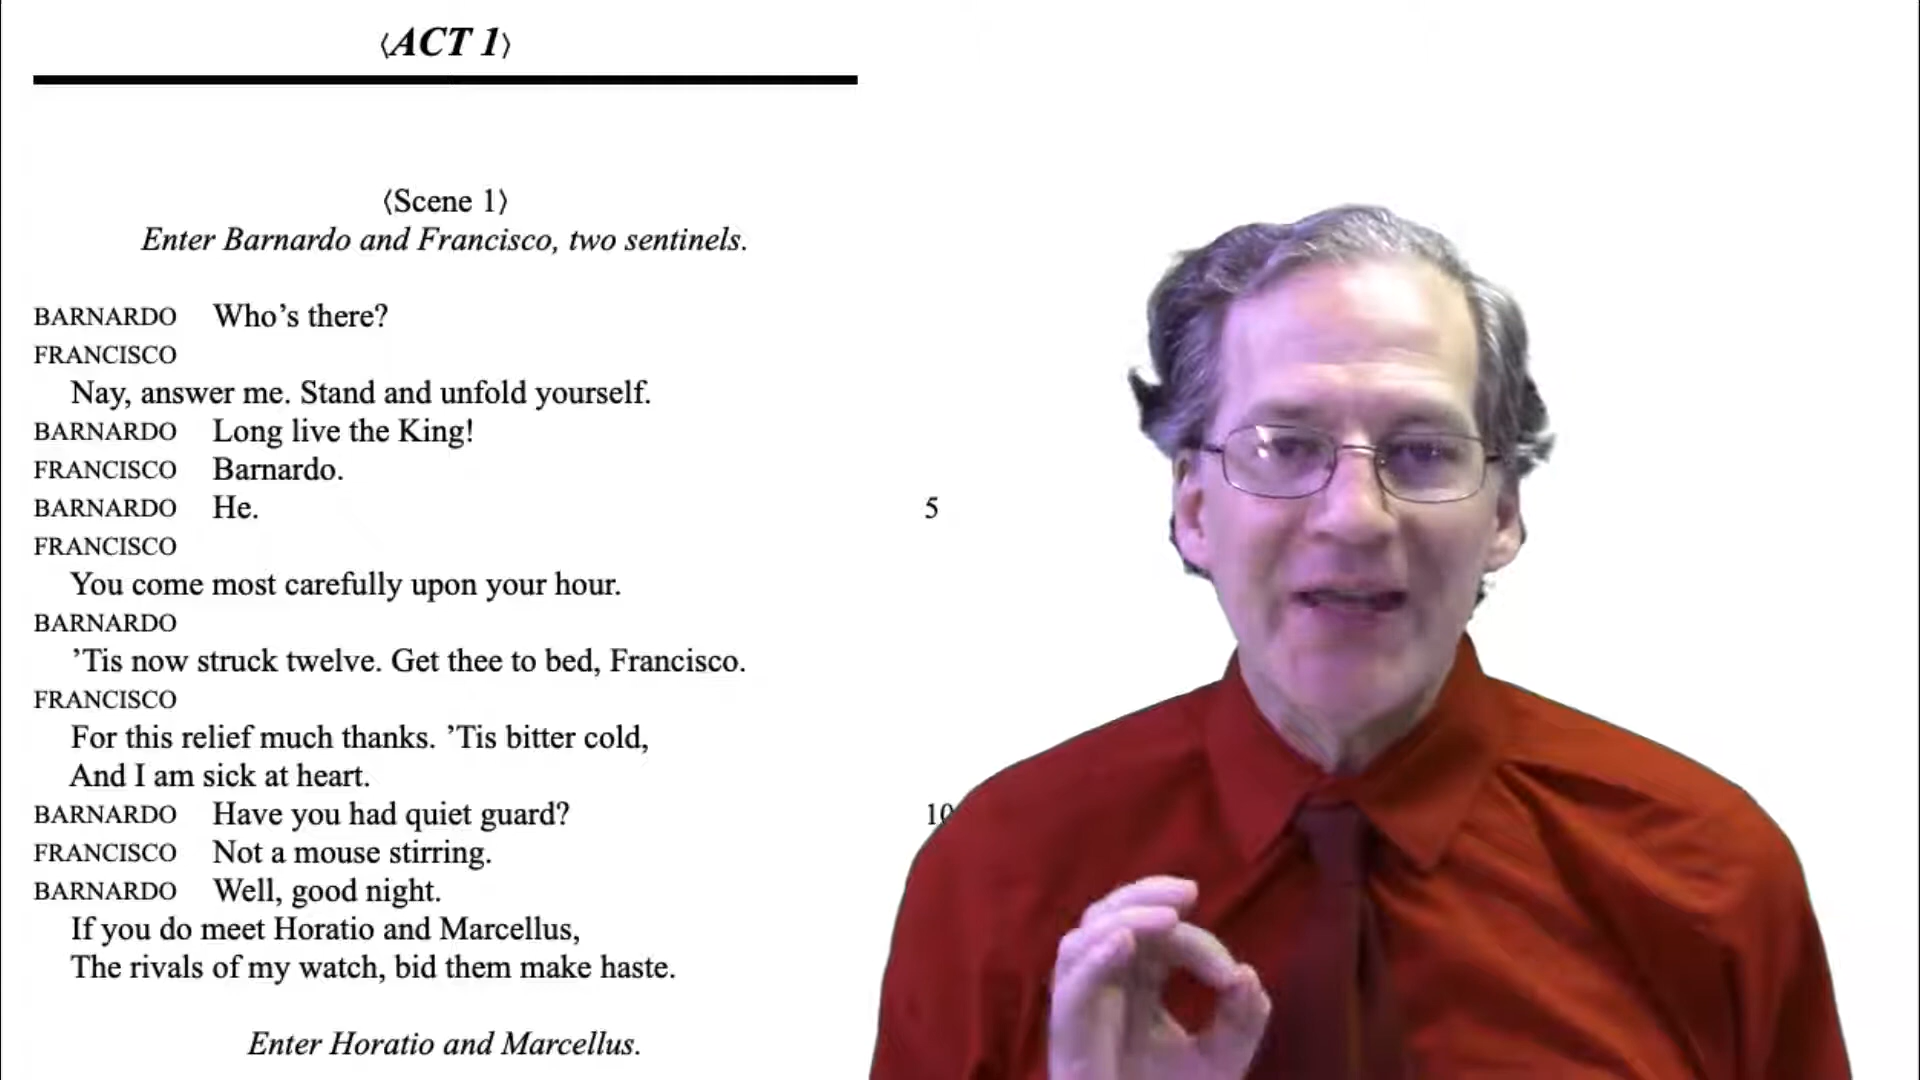 ⟨ACT 1⟩
⟨Scene 1⟩
Enter Barnardo and Francisco, two sentinels.
BARNARDO Who’s there?
FRANCISCO
Nay, answer me. Stand and unfold yourself.
BARNARDO Long live the King!
FRANCISCO Barnardo.
BARNARDO He. 5
FRANCISCO
You come most carefully upon your hour.
BARNARDO
’Tis now struck twelve. Get thee to bed, Francisco.
FRANCISCO
For this relief much thanks. ’Tis bitter cold,
And I am sick at heart.
BARNARDO Have you had quiet guard? 10
FRANCISCO Not a mouse stirring.
BARNARDO Well, good night.
If you do meet Horatio and Marcellus,
The rivals of my watch, bid them make haste.
Enter Horatio and Marcellus.